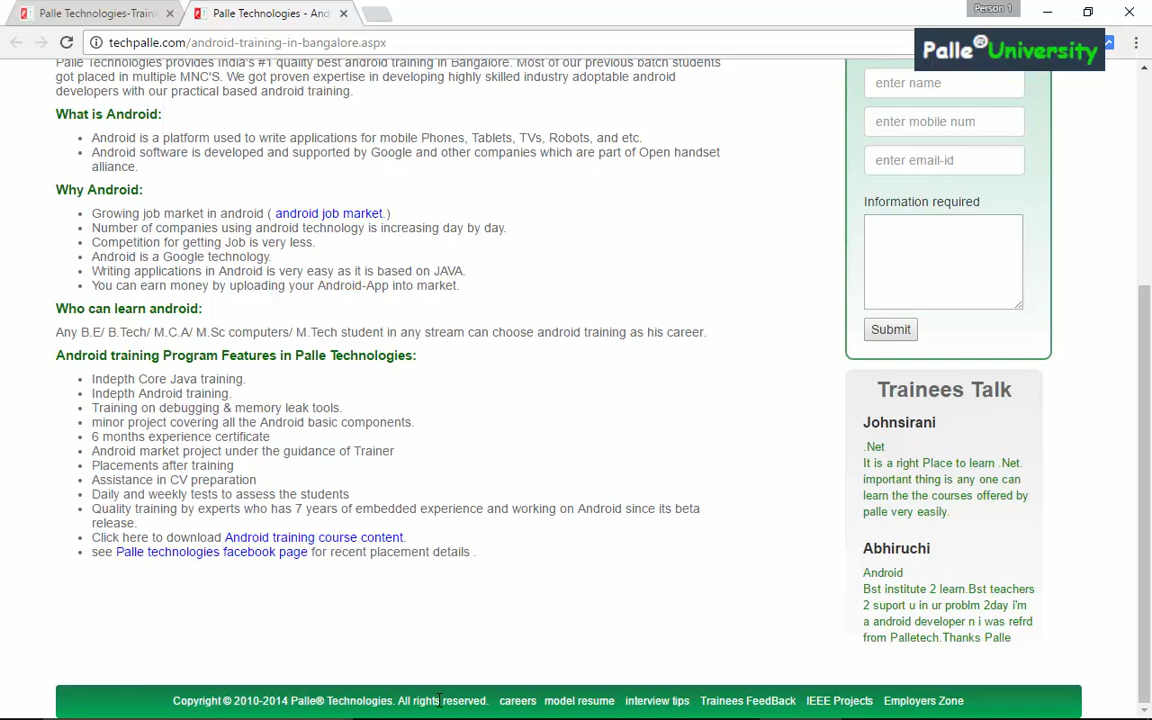 Palle Technologies-Traini
Palle Technologies - And
Person 1
techpalle.com/android-training-in-bangalore.aspx
Palle®University
Palle Technologies provides India's #1 quality best android training in Bangalore. Most of our previous batch students
got placed in multiple MNC'S. We got proven expertise in developing highly skilled industry adoptable android
developers with our practical based android training.
What is Android:
Android is a platform used to write applications for mobile Phones, Tablets, TVs, Robots, and etc.
Android software is developed and supported by Google and other companies which are part of Open handset
alliance.
Why Android:
Growing job market in android ( android job market.)
Number of companies using android technology is increasing day by day.
Competition for getting Job is very less.
Android is a Google technology.
Writing applications in Android is very easy as it is based on JAVA.
You can earn money by uploading your Android-App into market.
Who can learn android:
Any B.E/ B.Tech/ M.C.A/ M.Sc computers/ M.Tech student in any stream can choose android training as his career.
Android training Program Features in Palle Technologies:
Indepth Core Java training.
Indepth Android training.
Training on debugging & memory leak tools.
minor project covering all the Android basic components.
6 months experience certificate
Android market project under the guidance of Trainer
Placements after training
Assistance in CV preparation
Daily and weekly tests to assess the students
Quality training by experts who has 7 years of embedded experience and working on Android since its beta
release.
Click here to download Android training course content.
see Palle technologies facebook page for recent placement details .
enter name
enter mobile num
enter email-id
Information required
Submit
Trainees Talk
Johnsirani
.Net
It is a right Place to learn .Net.
important thing is any one can
learn the the courses offered by
palle very easily.
Abhiruchi
Android
Bst institute 2 learn.Bst teachers
2 suport u in ur problm 2day i'm
a android developer n i was refrd
from Palletech.Thanks Palle
Copyright © 2010-2014 Palle® Technologies. All rights reserved. careers model resume interview tips Trainees FeedBack IEEE Projects Employers Zone